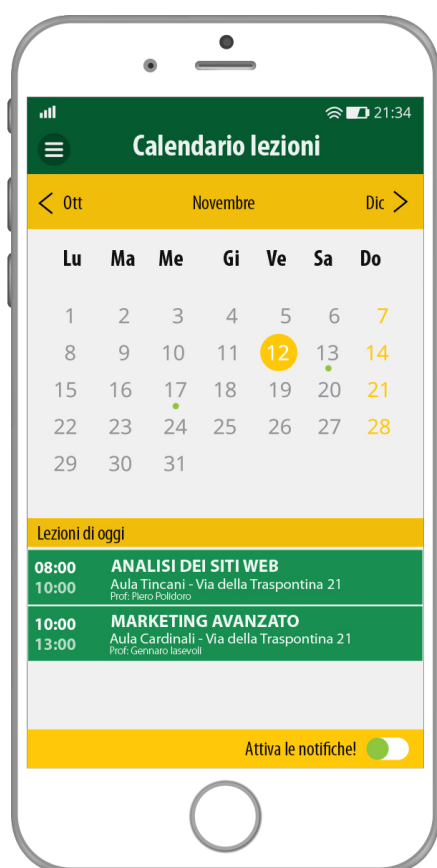 21:34
Calendario lezioni
Ott Novembre Dic
Lu Ma Me Gi Ve Sa Do
1 2 3 4 5 6 7
8 9 10 11 12 13 14
15 16 17 18 19 20 21
22 23 24 25 26 27 28
29 30 31
Lezioni di oggi
08:00 ANALISI DEI SITI WEB
10:00 Aula Tincani - Via della Traspontina 21
Prof: Piero Polidoro
10:00 MARKETING AVANZATO
13:00 Aula Cardinali - Via della Traspontina 21
Prof: Gennaro Iasevoli
Attiva le notifiche!